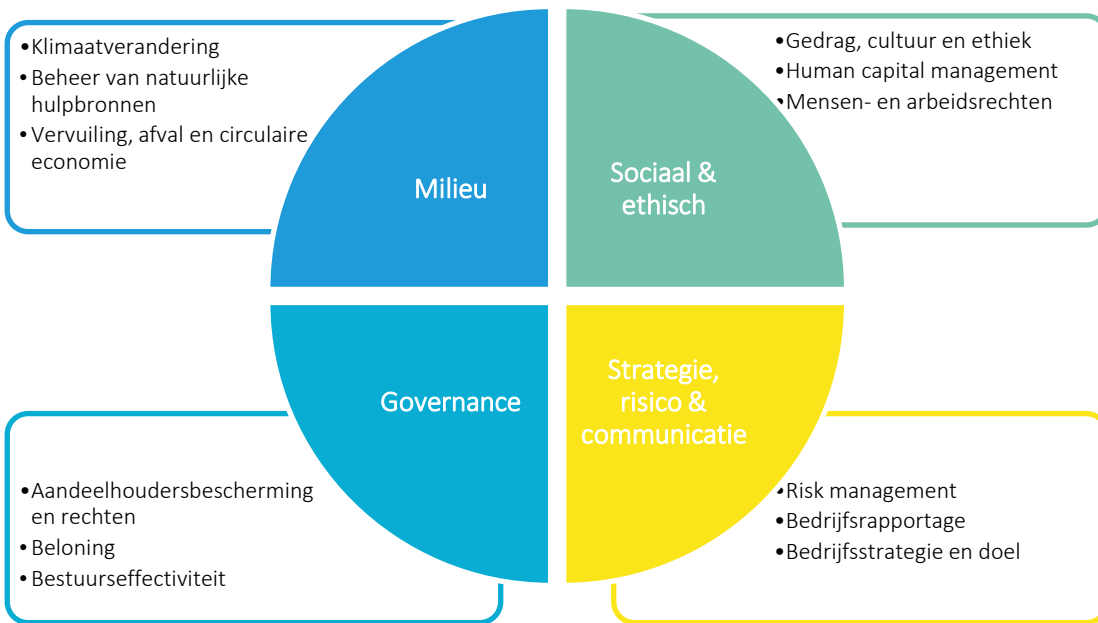 •Klimaatverandering
•Beheer van natuurlijke
hulpbronnen
•Vervuiling, afval en circulaire
economie
•Gedrag, cultuur en ethiek
•Human capital management
•Mensen- en arbeidsrechten
Milieu
Sociaal &
ethisch
Governance
Strategie,
risico &
communicatie
•Aandeelhoudersbescherming
en rechten
•Beloning
•Bestuurseffectiviteit
•Risk management
•Bedrijfsrapportage
•Bedrijfsstrategie en doel